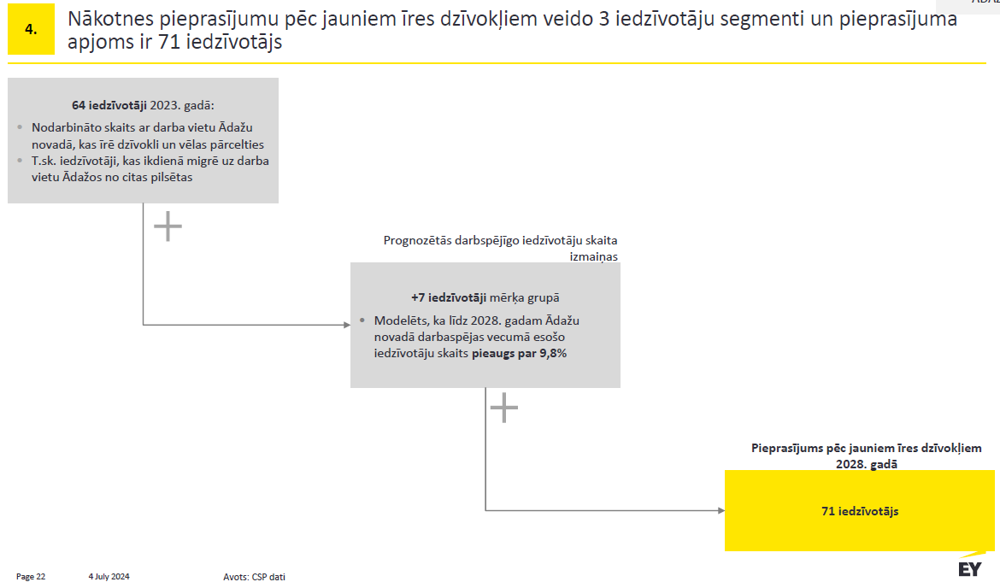 ĀDAŽ
4.
Nākotnes pieprasījumu pēc jauniem īres dzīvokļiem veido 3 iedzīvotāju segmenti un pieprasījuma
apjoms ir 71 iedzīvotājs
64 iedzīvotāji 2023. gadā:
• Nodarbināto skaits ar darba vietu Ādažu
novadā, kas īrē dzīvokli un vēlas pārcelties
• T.sk. iedzīvotāji, kas ikdienā migrē uz darba
vietu Ādažos no citas pilsētas
Prognozētās darbspējīgo iedzīvotāju skaita
izmaiņas
+7 iedzīvotāji mērķa grupā
• Modelēts, ka līdz 2028. gadam Ādažu
novadā darbaspējas vecumā esošo
iedzīvotāju skaits pieaugs par 9,8%
Pieprasījums pēc jauniem īres dzīvokļiem
2028. gadā
71 iedzīvotājs
Page 22
4 July 2024
Avots: CSP dati
EY